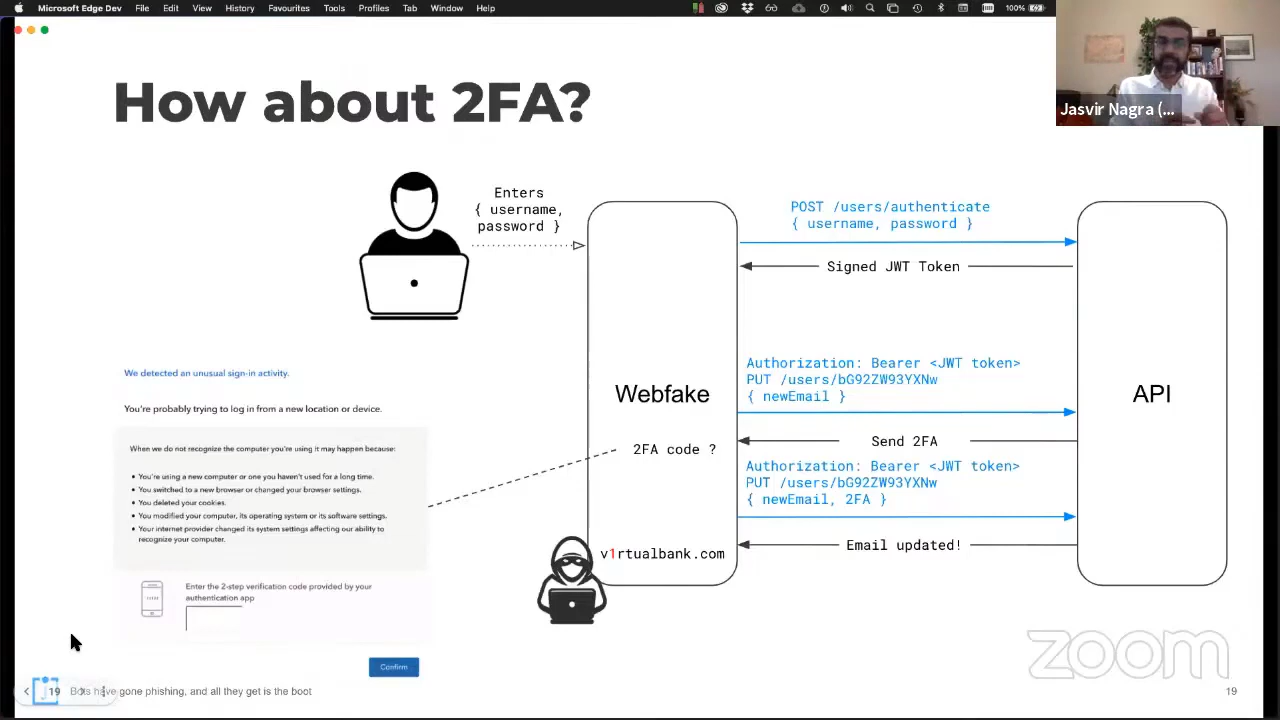 Microsoft Edge Dev File Edit View History Favourites Tools Profiles Tab Window Help 100%
Jasvir Nagra (...
How about 2FA?
Enters
{ username,
password }
POST /users/authenticate
{ username, password }
Signed JWT Token
Webfake
API
Authorization: Bearer <JWT token>
PUT /users/bG92ZW93YXNw
{ newEmail }
Send 2FA
2FA code ?
Authorization: Bearer <JWT token>
PUT /users/bG92ZW93YXNw
{ newEmail, 2FA }
Email updated!
v1rtualbank.com
We detected an unusual sign-in activity.
You're probably trying to log in from a new location or device.
When we do not recognize the computer you're using it may happen because:
• You're using a new computer or one you haven't used for a long time.
• You switched to a new browser or changed your browser settings.
• You deleted your cookies.
• You modified your computer, its operating system or its software settings.
• Your internet provider changed its system settings affecting our ability to
recognize your computer.
Enter the 2-step verification code provided by your
authentication app
Confirm
zoom
19 Bots have gone phishing, and all they get is the boot
19